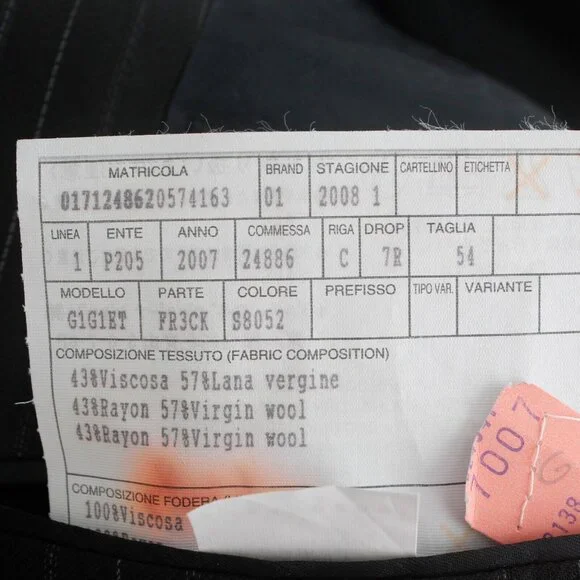 MATRICOLA BRAND STAGIONE CARTELLINO ETICHETTA
0171248620574163 01 2008 1
LINEA ENTE ANNO COMMESSA RIGA DROP TAGLIA
1 P205 2007 24886 C 7R 54
MODELLO PARTE COLORE PREFISSO TIPO VAR. VARIANTE
G1G1ET FR3CK S8052
COMPOSIZIONE TESSUTO (FABRIC COMPOSITION)
43%Viscosa 57%Lana vergine
43%Rayon 57%Virgin wool
43%Rayon 57%Virgin wool
COMPOSIZIONE FODERA
100%Viscosa
7007
G
2138